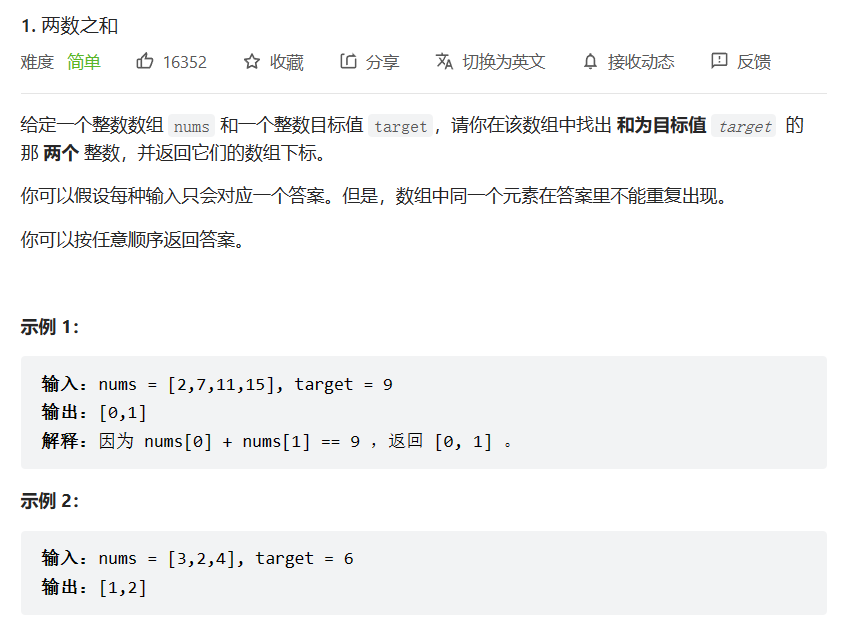 1. 两数之和
难度 简单 16352 收藏 分享 切换为英文 接收动态 反馈
给定一个整数数组 nums 和一个整数目标值 target，请你在该数组中找出 和为目标值 target 的
那 两个 整数，并返回它们的数组下标。
你可以假设每种输入只会对应一个答案。但是，数组中同一个元素在答案里不能重复出现。
你可以按任意顺序返回答案。
示例 1：
输入：nums = [2,7,11,15], target = 9
输出：[0,1]
解释：因为 nums[0] + nums[1] == 9 ，返回 [0, 1] 。
示例 2：
输入：nums = [3,2,4], target = 6
输出：[1,2]